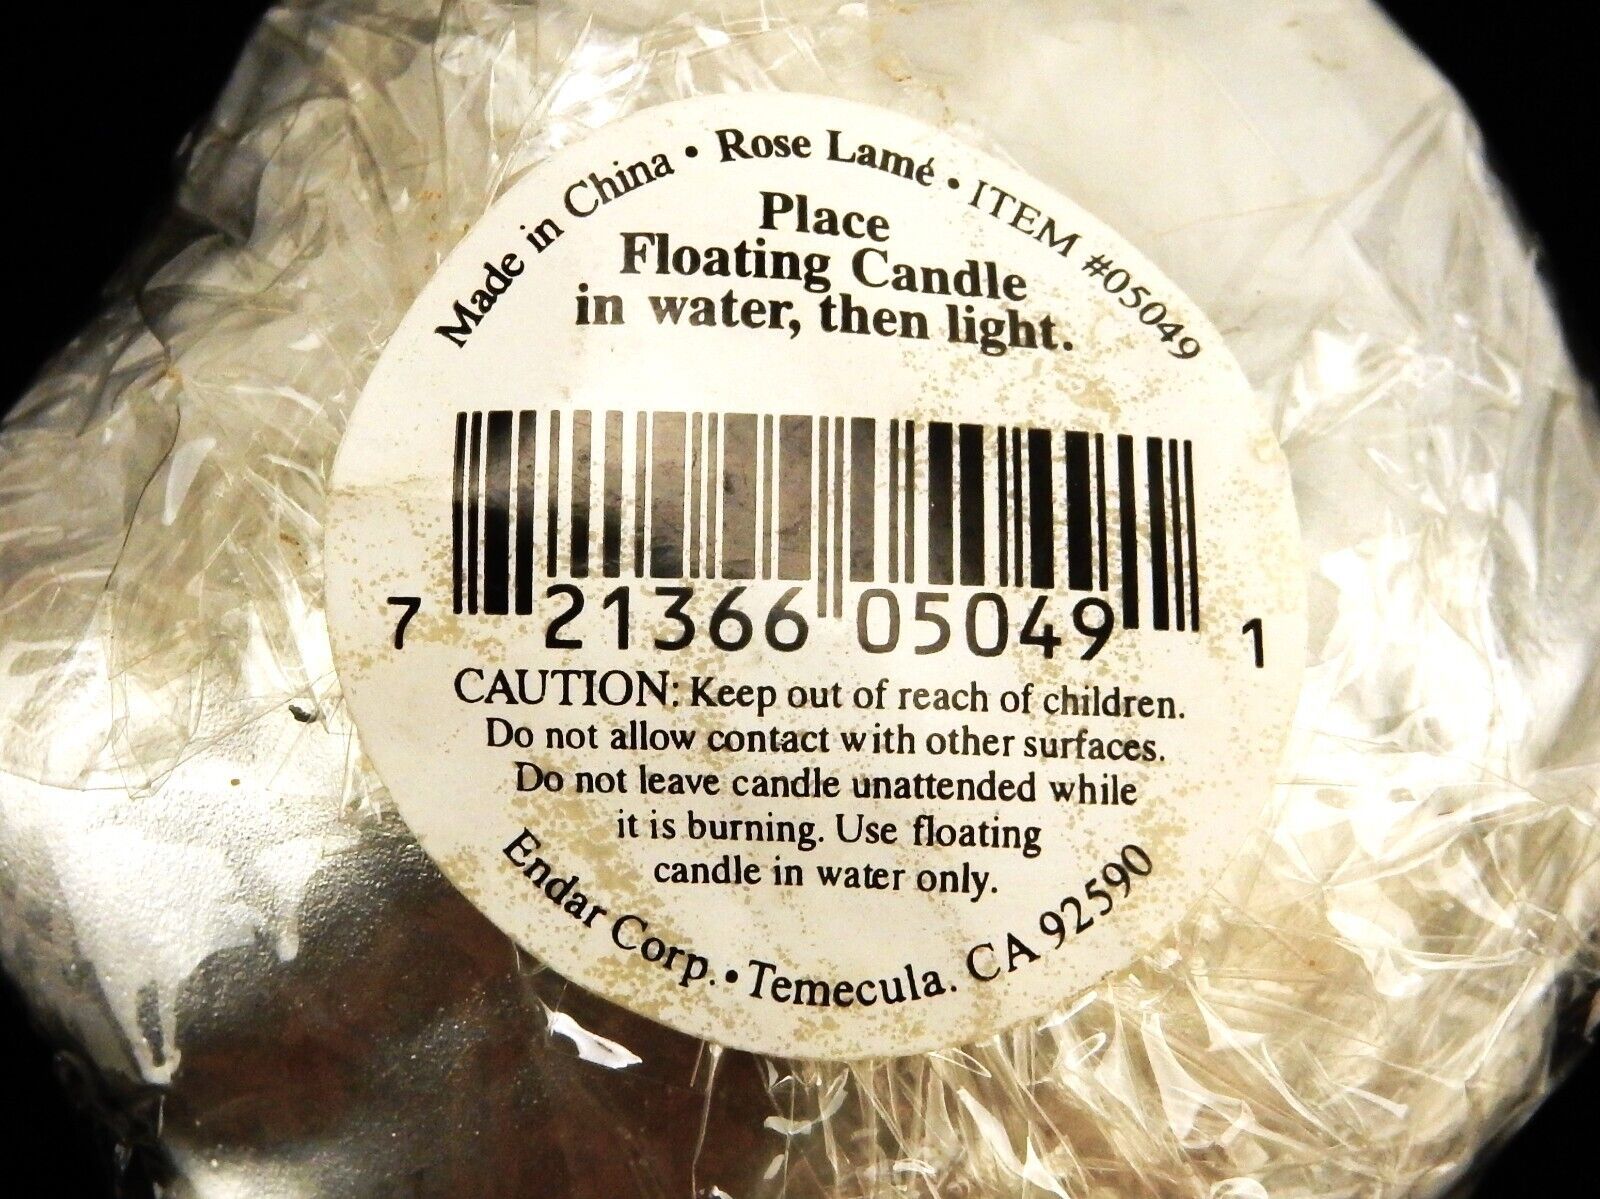 Made in China • Rose Lamé • ITEM #05049
Place
Floating Candle
in water, then light.
7 21366 05049 1
CAUTION: Keep out of reach of children.
Do not allow contact with other surfaces.
Do not leave candle unattended while
it is burning. Use floating
candle in water only.
Endar Corp. • Temecula. CA 92590